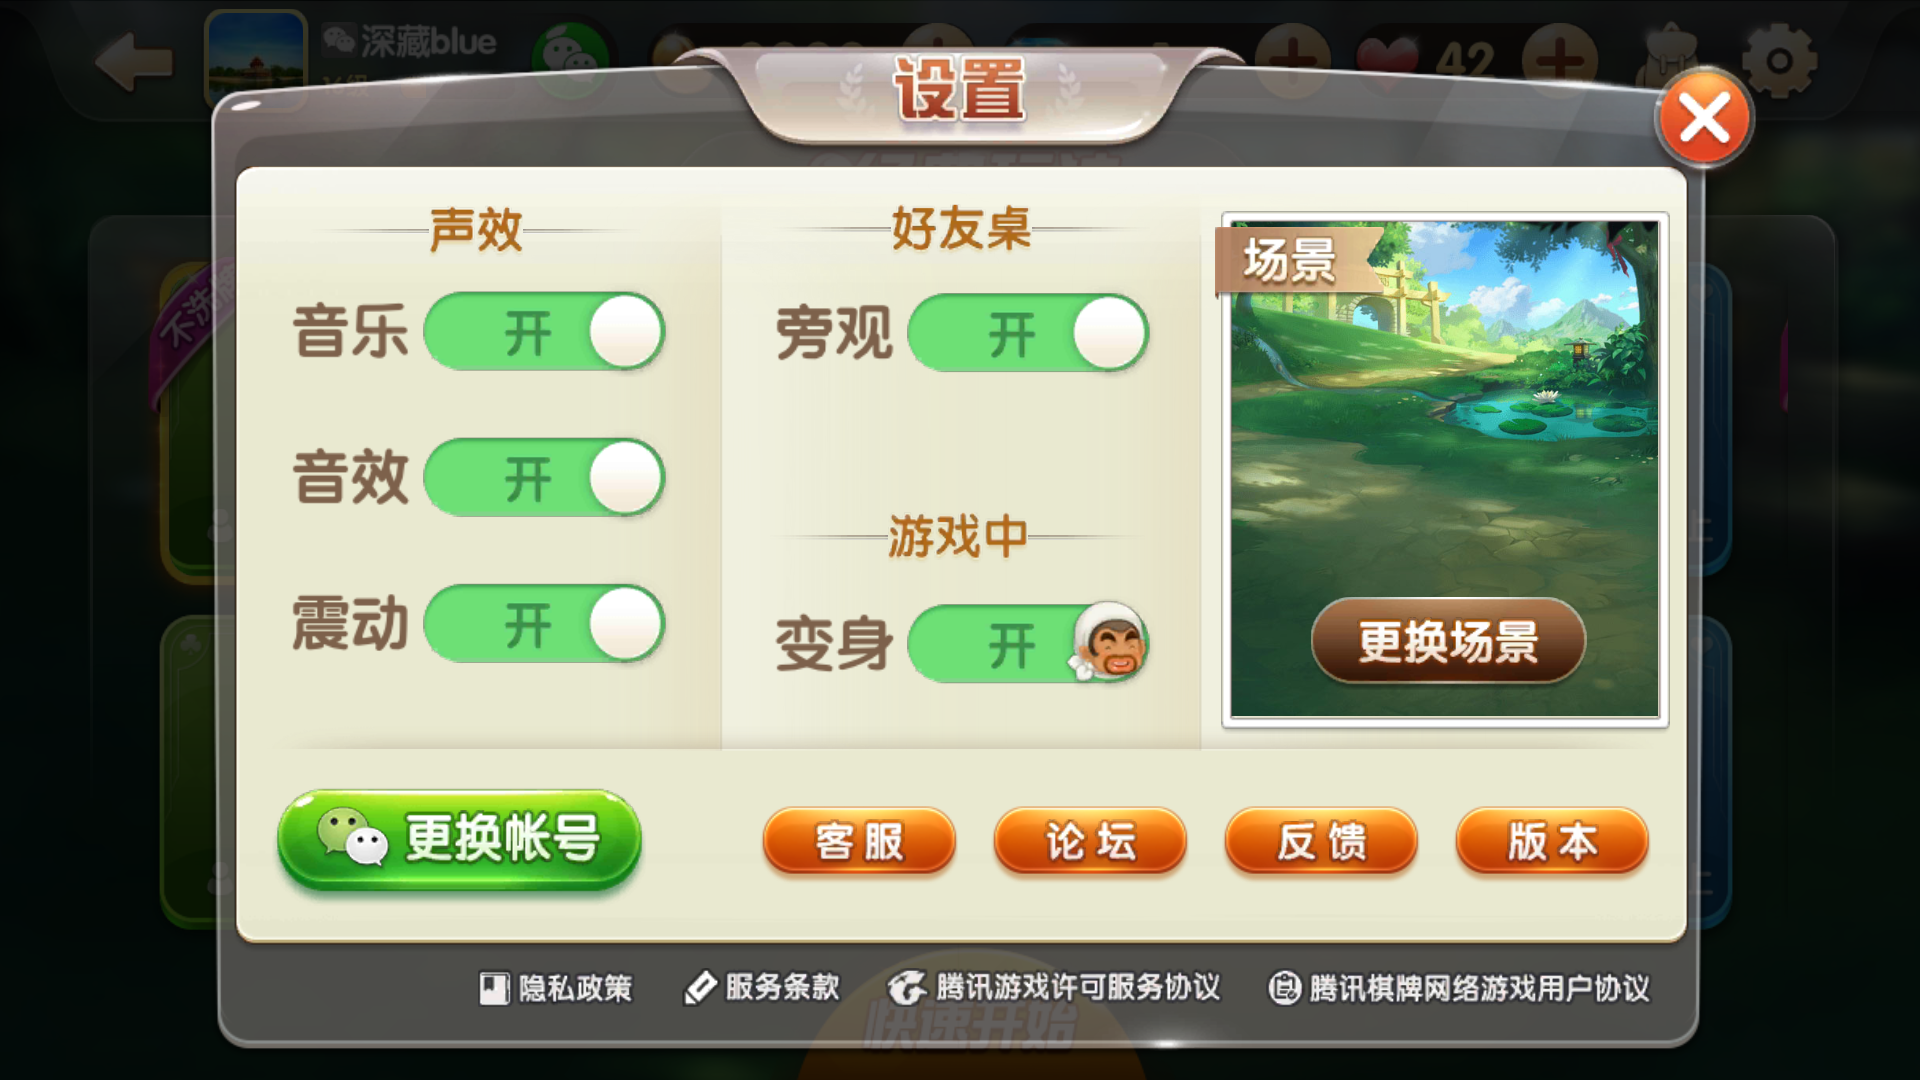 深藏blue
42
设置
不洗牌
声效
音乐 开
音效 开
震动 开
好友桌
旁观 开
游戏中
变身 开
场景
更换场景
更换帐号
客服
论坛
反馈
版本
隐私政策
服务条款
腾讯游戏许可服务协议
腾讯棋牌网络游戏用户协议
快速开始